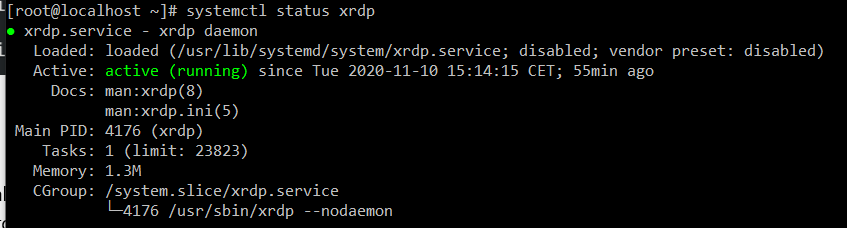 [root@localhost ~]# systemctl status xrdp
● xrdp.service - xrdp daemon
Loaded: loaded (/usr/lib/systemd/system/xrdp.service; disabled; vendor preset: disabled)
Active: active (running) since Tue 2020-11-10 15:14:15 CET; 55min ago
Docs: man:xrdp(8)
man:xrdp.ini(5)
Main PID: 4176 (xrdp)
Tasks: 1 (limit: 23823)
Memory: 1.3M
CGroup: /system.slice/xrdp.service
└─4176 /usr/sbin/xrdp --nodaemon